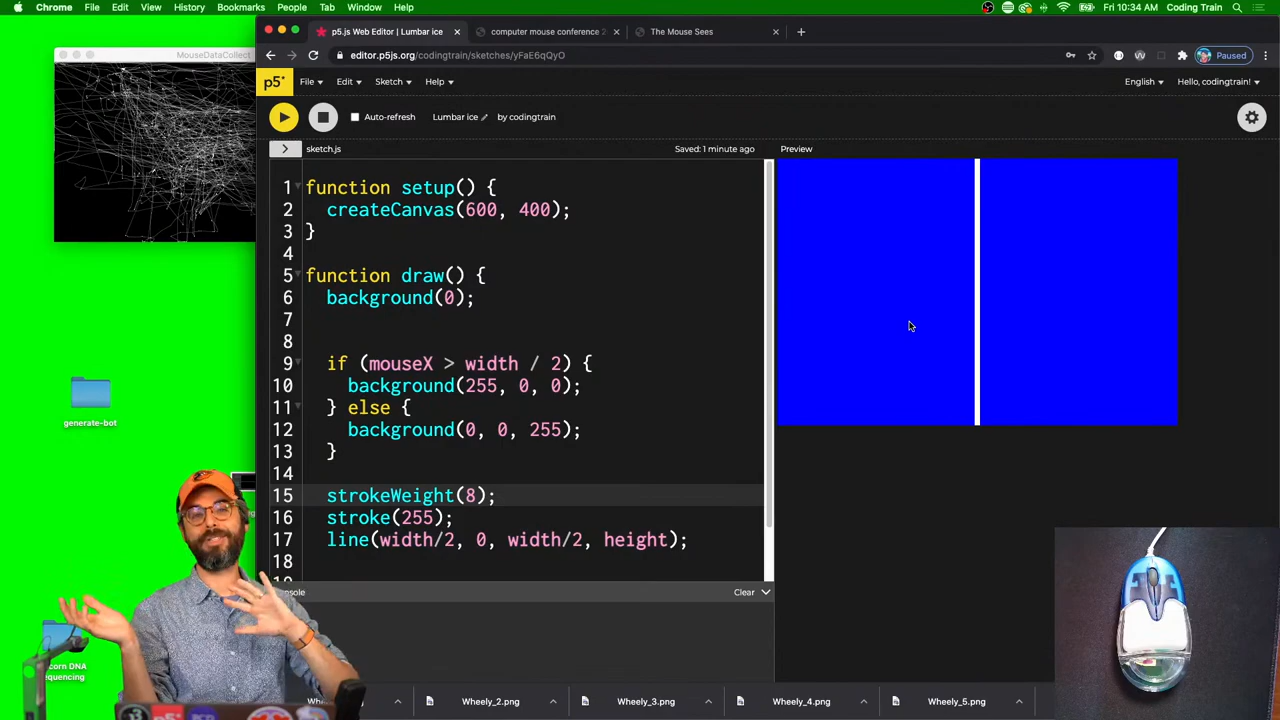 Chrome File Edit View History Bookmarks People Tab Window Help Fri 10:34 AM Coding Train
MouseDataCollect
p5.js Web Editor | Lumbar ice computer mouse conference 2 The Mouse Sees
editor.p5js.org/codingtrain/sketches/yFaE6qQyO Paused
p5* File Edit Sketch Help English Hello, codingtrain!
Auto-refresh Lumbar ice by codingtrain
sketch.js Saved: 1 minute ago Preview
1 function setup() {
2 createCanvas(600, 400);
3 }
4
5 function draw() {
6 background(0);
7
8
9 if (mouseX > width / 2) {
10 background(255, 0, 0);
11 } else {
12 background(0, 0, 255);
13 }
14
15 strokeWeight(8);
16 stroke(255);
17 line(width/2, 0, width/2, height);
18
generate-bot
Clear
Wheely_2.png Wheely_3.png Wheely_4.png Wheely_5.png